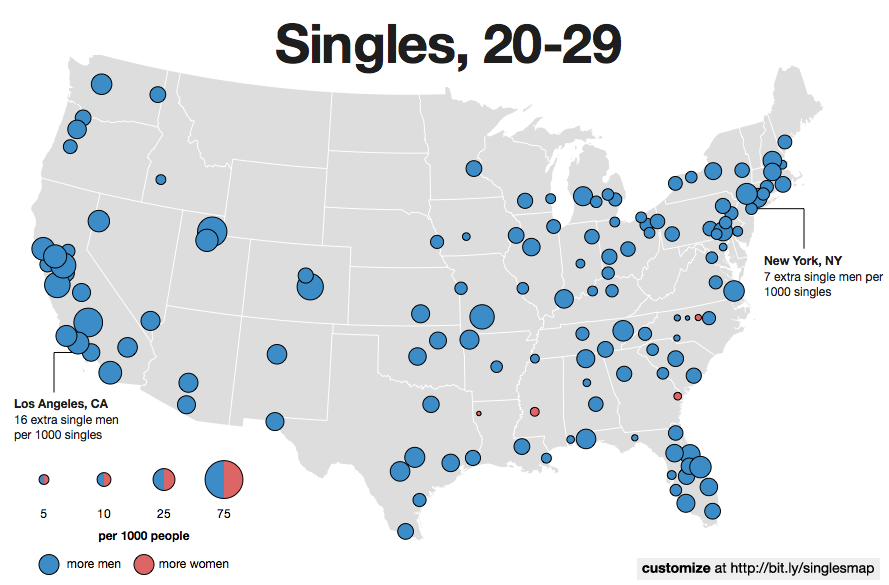 Singles, 20-29
New York, NY
7 extra single men per
1000 singles
Los Angeles, CA
16 extra single men
per 1000 singles
5 10 25 75
per 1000 people
more men more women
customize at http://bit.ly/singlesmap